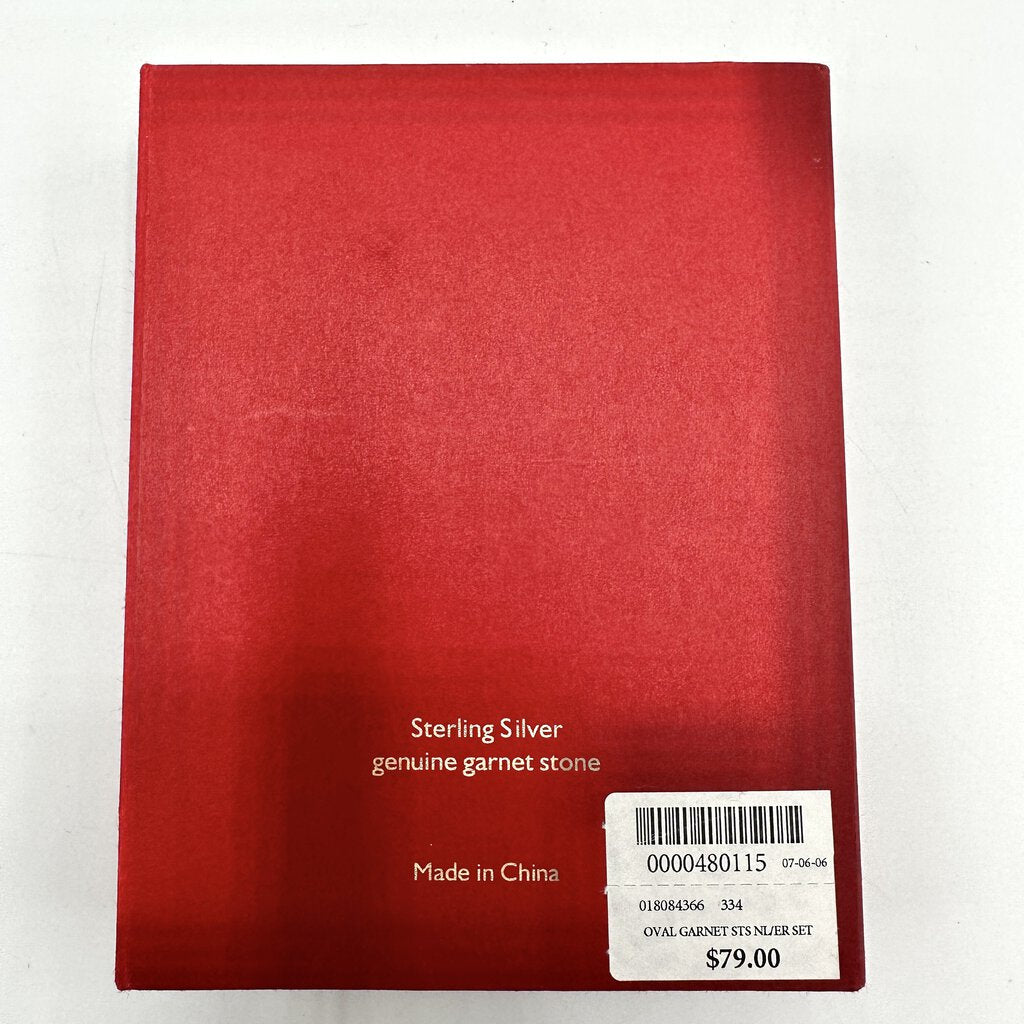 Sterling Silver
genuine garnet stone
Made in China
0000480115 07-06-06
018084366 334
OVAL GARNET STS NL/ER SET
$79.00